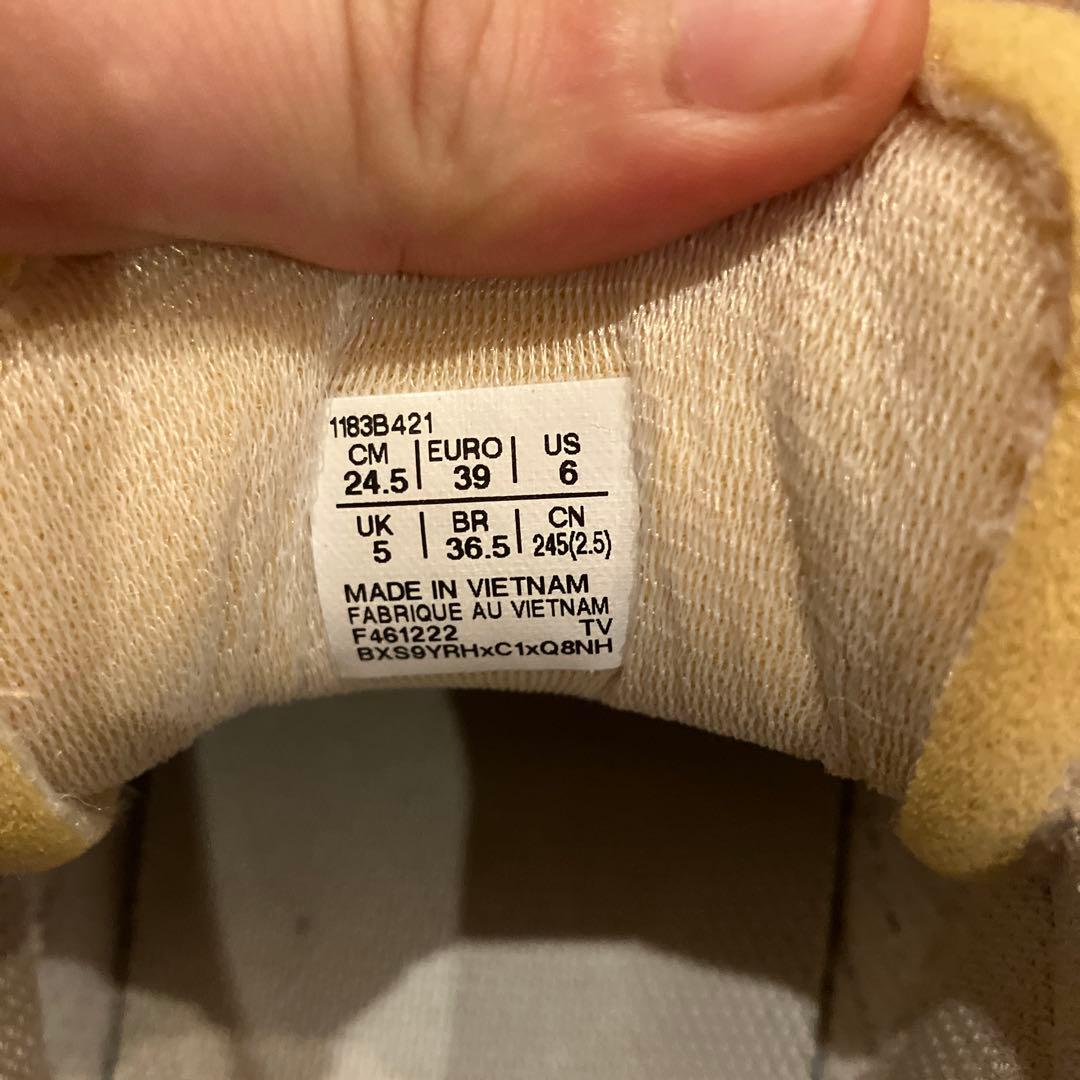 1183B421
CM | EURO | US
24.5 | 39 | 6
UK | BR | CN
5 | 36.5 | 245(2.5)
MADE IN VIETNAM
FABRIQUE AU VIETNAM
F461222 TV
BXS9YRHxC1xQ8NH